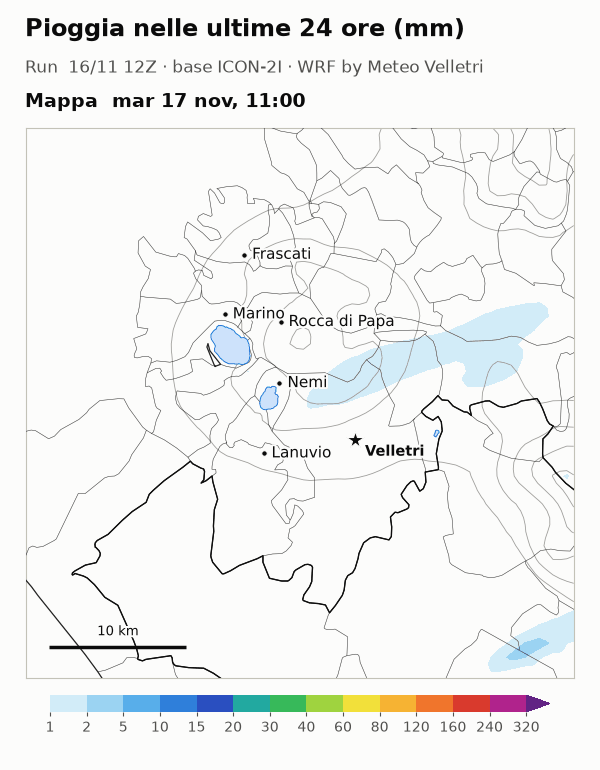 Pioggia nelle ultime 24 ore (mm)
Run  16/11 12Z · base ICON-2I · WRF by Meteo Velletri
Mappa  mar 17 nov, 11:00
Frascati
Marino
Rocca di Papa
Nemi
Velletri
Lanuvio
10 km
1 2 5 10 15 20 30 40 60 80 120 160 240 320